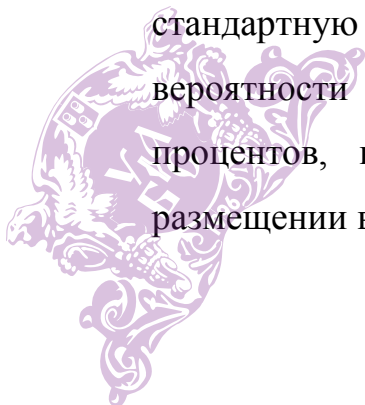 стандартную
вероятности
процентов,
размещении